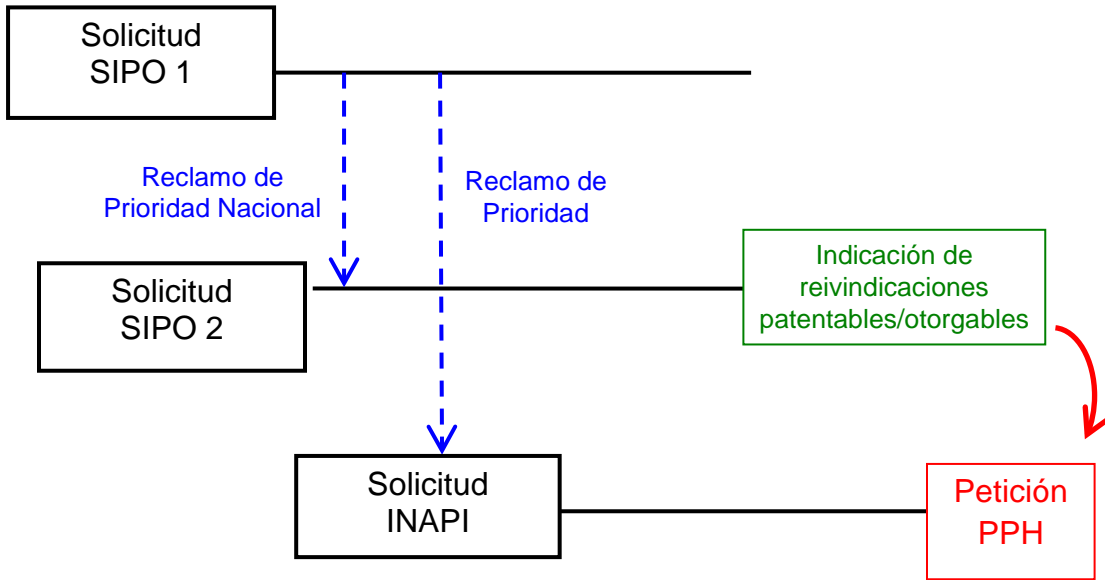 Solicitud
SIPO 1
Reclamo de
Prioridad Nacional
Reclamo de
Prioridad
Solicitud
SIPO 2
Indicación de
reivindicaciones
patentables/otorgables
Solicitud
INAPI
Petición
PPH